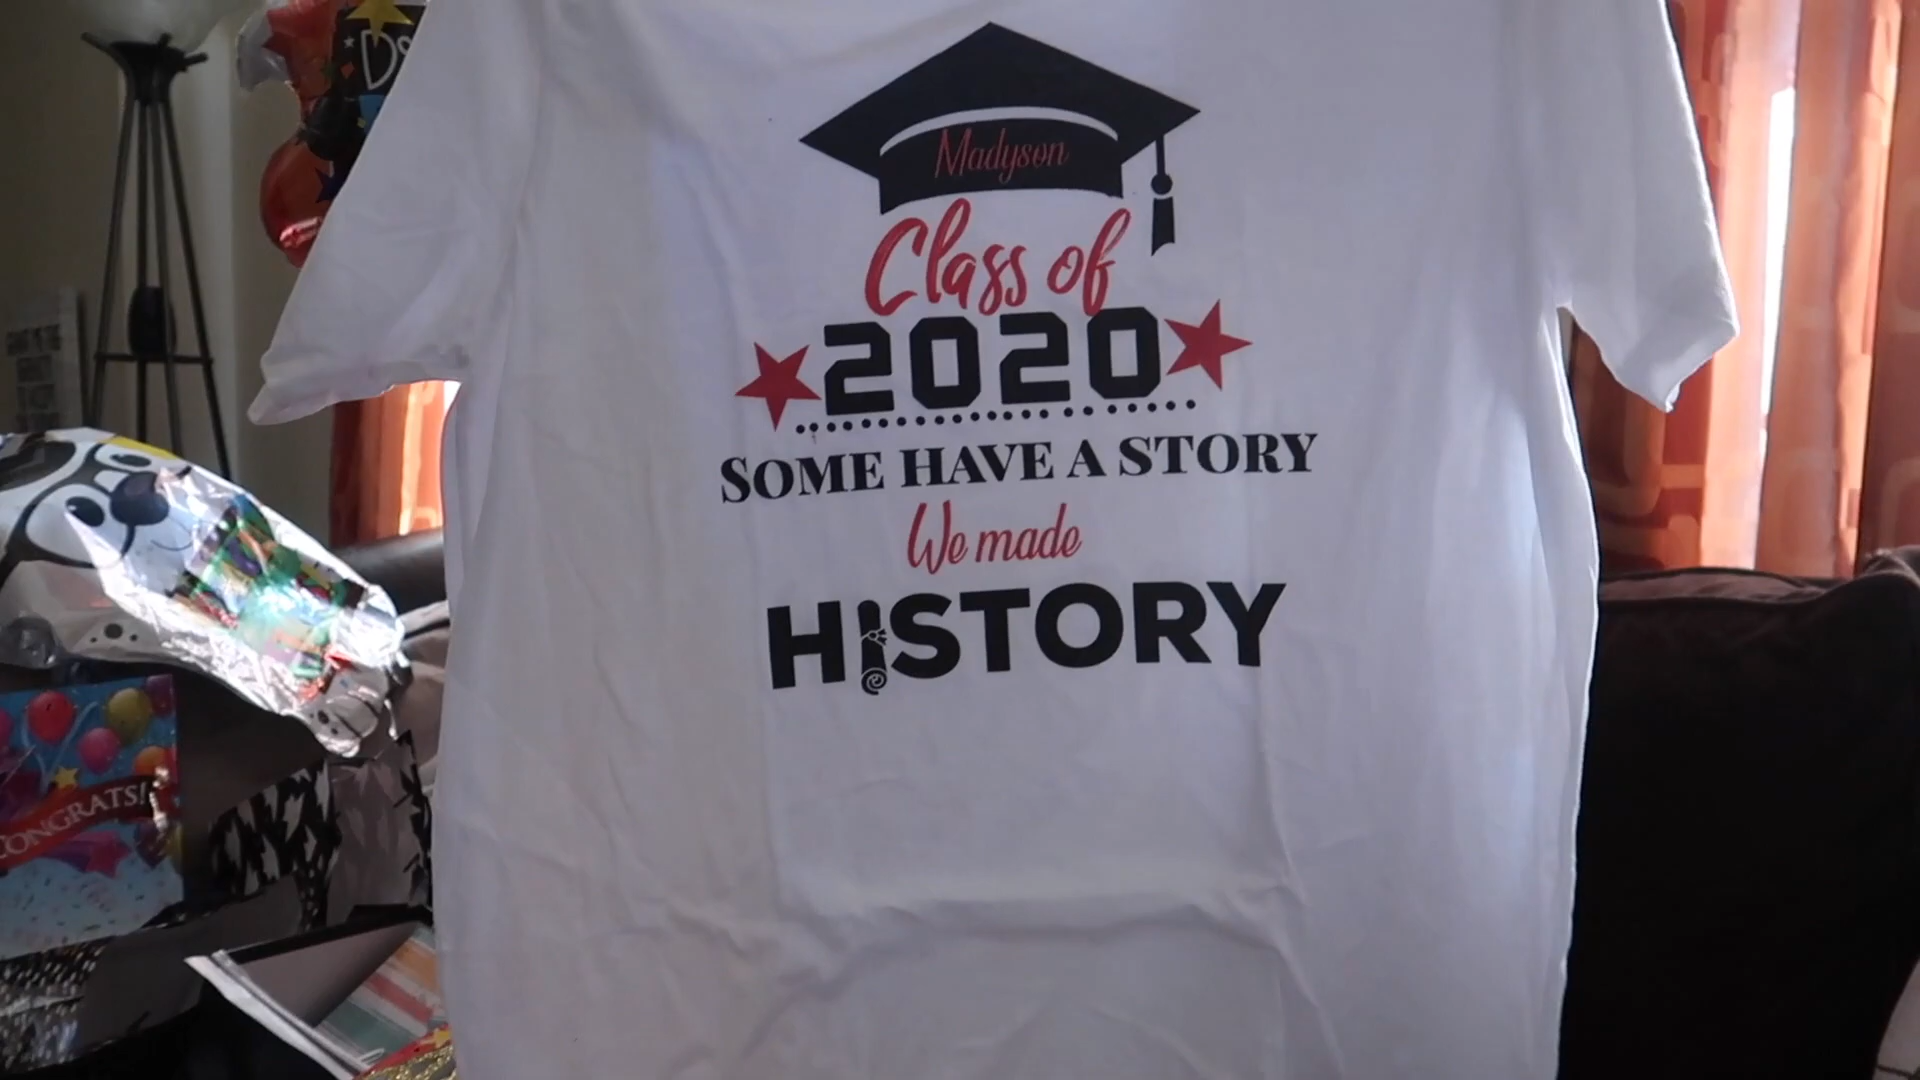 Madyson
Class of
2020
SOME HAVE A STORY
We made
HISTORY
CONGRATS!